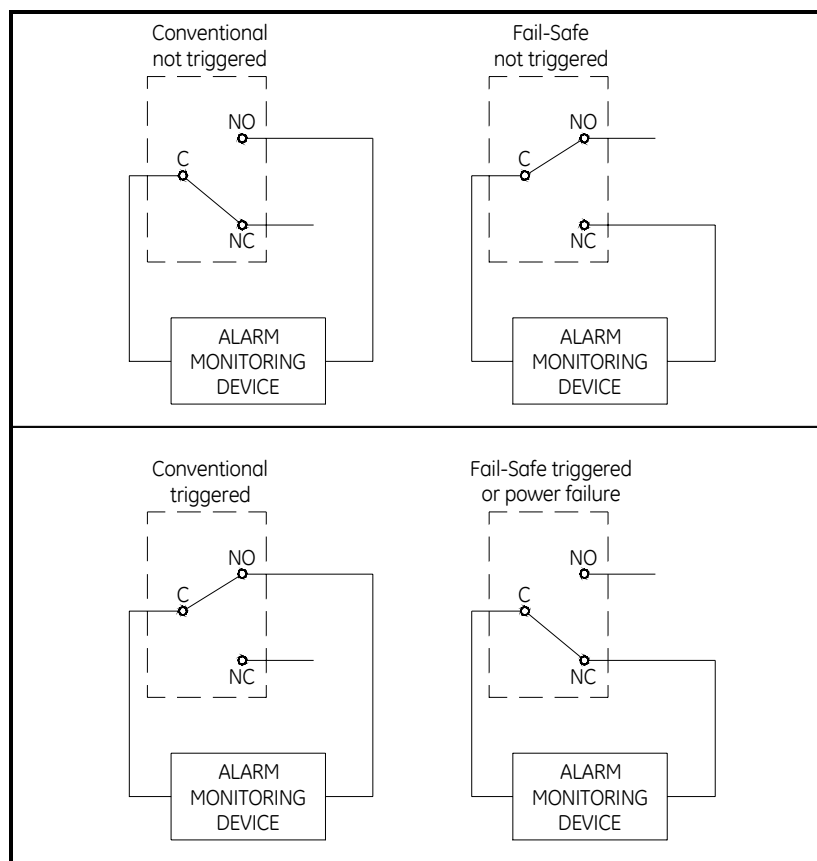 Conventional
not triggered
NO
C
NC
ALARM
MONITORING
DEVICE
Fail-Safe
not triggered
NO
C
NC
ALARM
MONITORING
DEVICE
Conventional
triggered
NO
C
NC
ALARM
MONITORING
DEVICE
Fail-Safe triggered
or power failure
NO
C
NC
ALARM
MONITORING
DEVICE